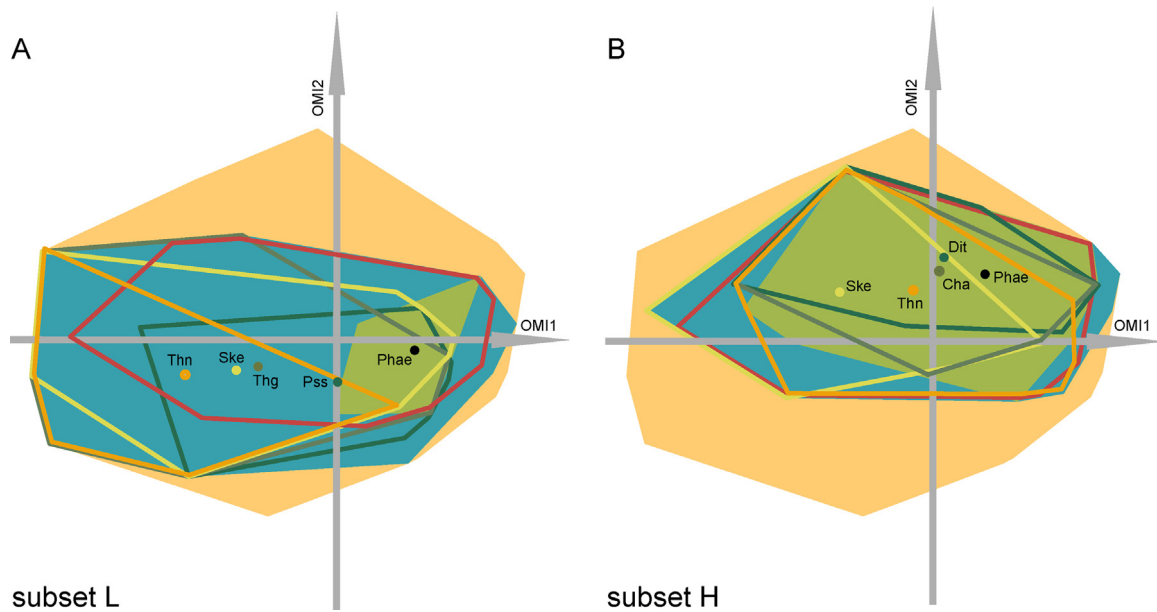 A
OMI2
OMI1
Thn
Ske
Thg
Pss
Phae
subset L
B
OMI2
OMI1
Dit
Cha
Phae
Ske
Thn
subset H